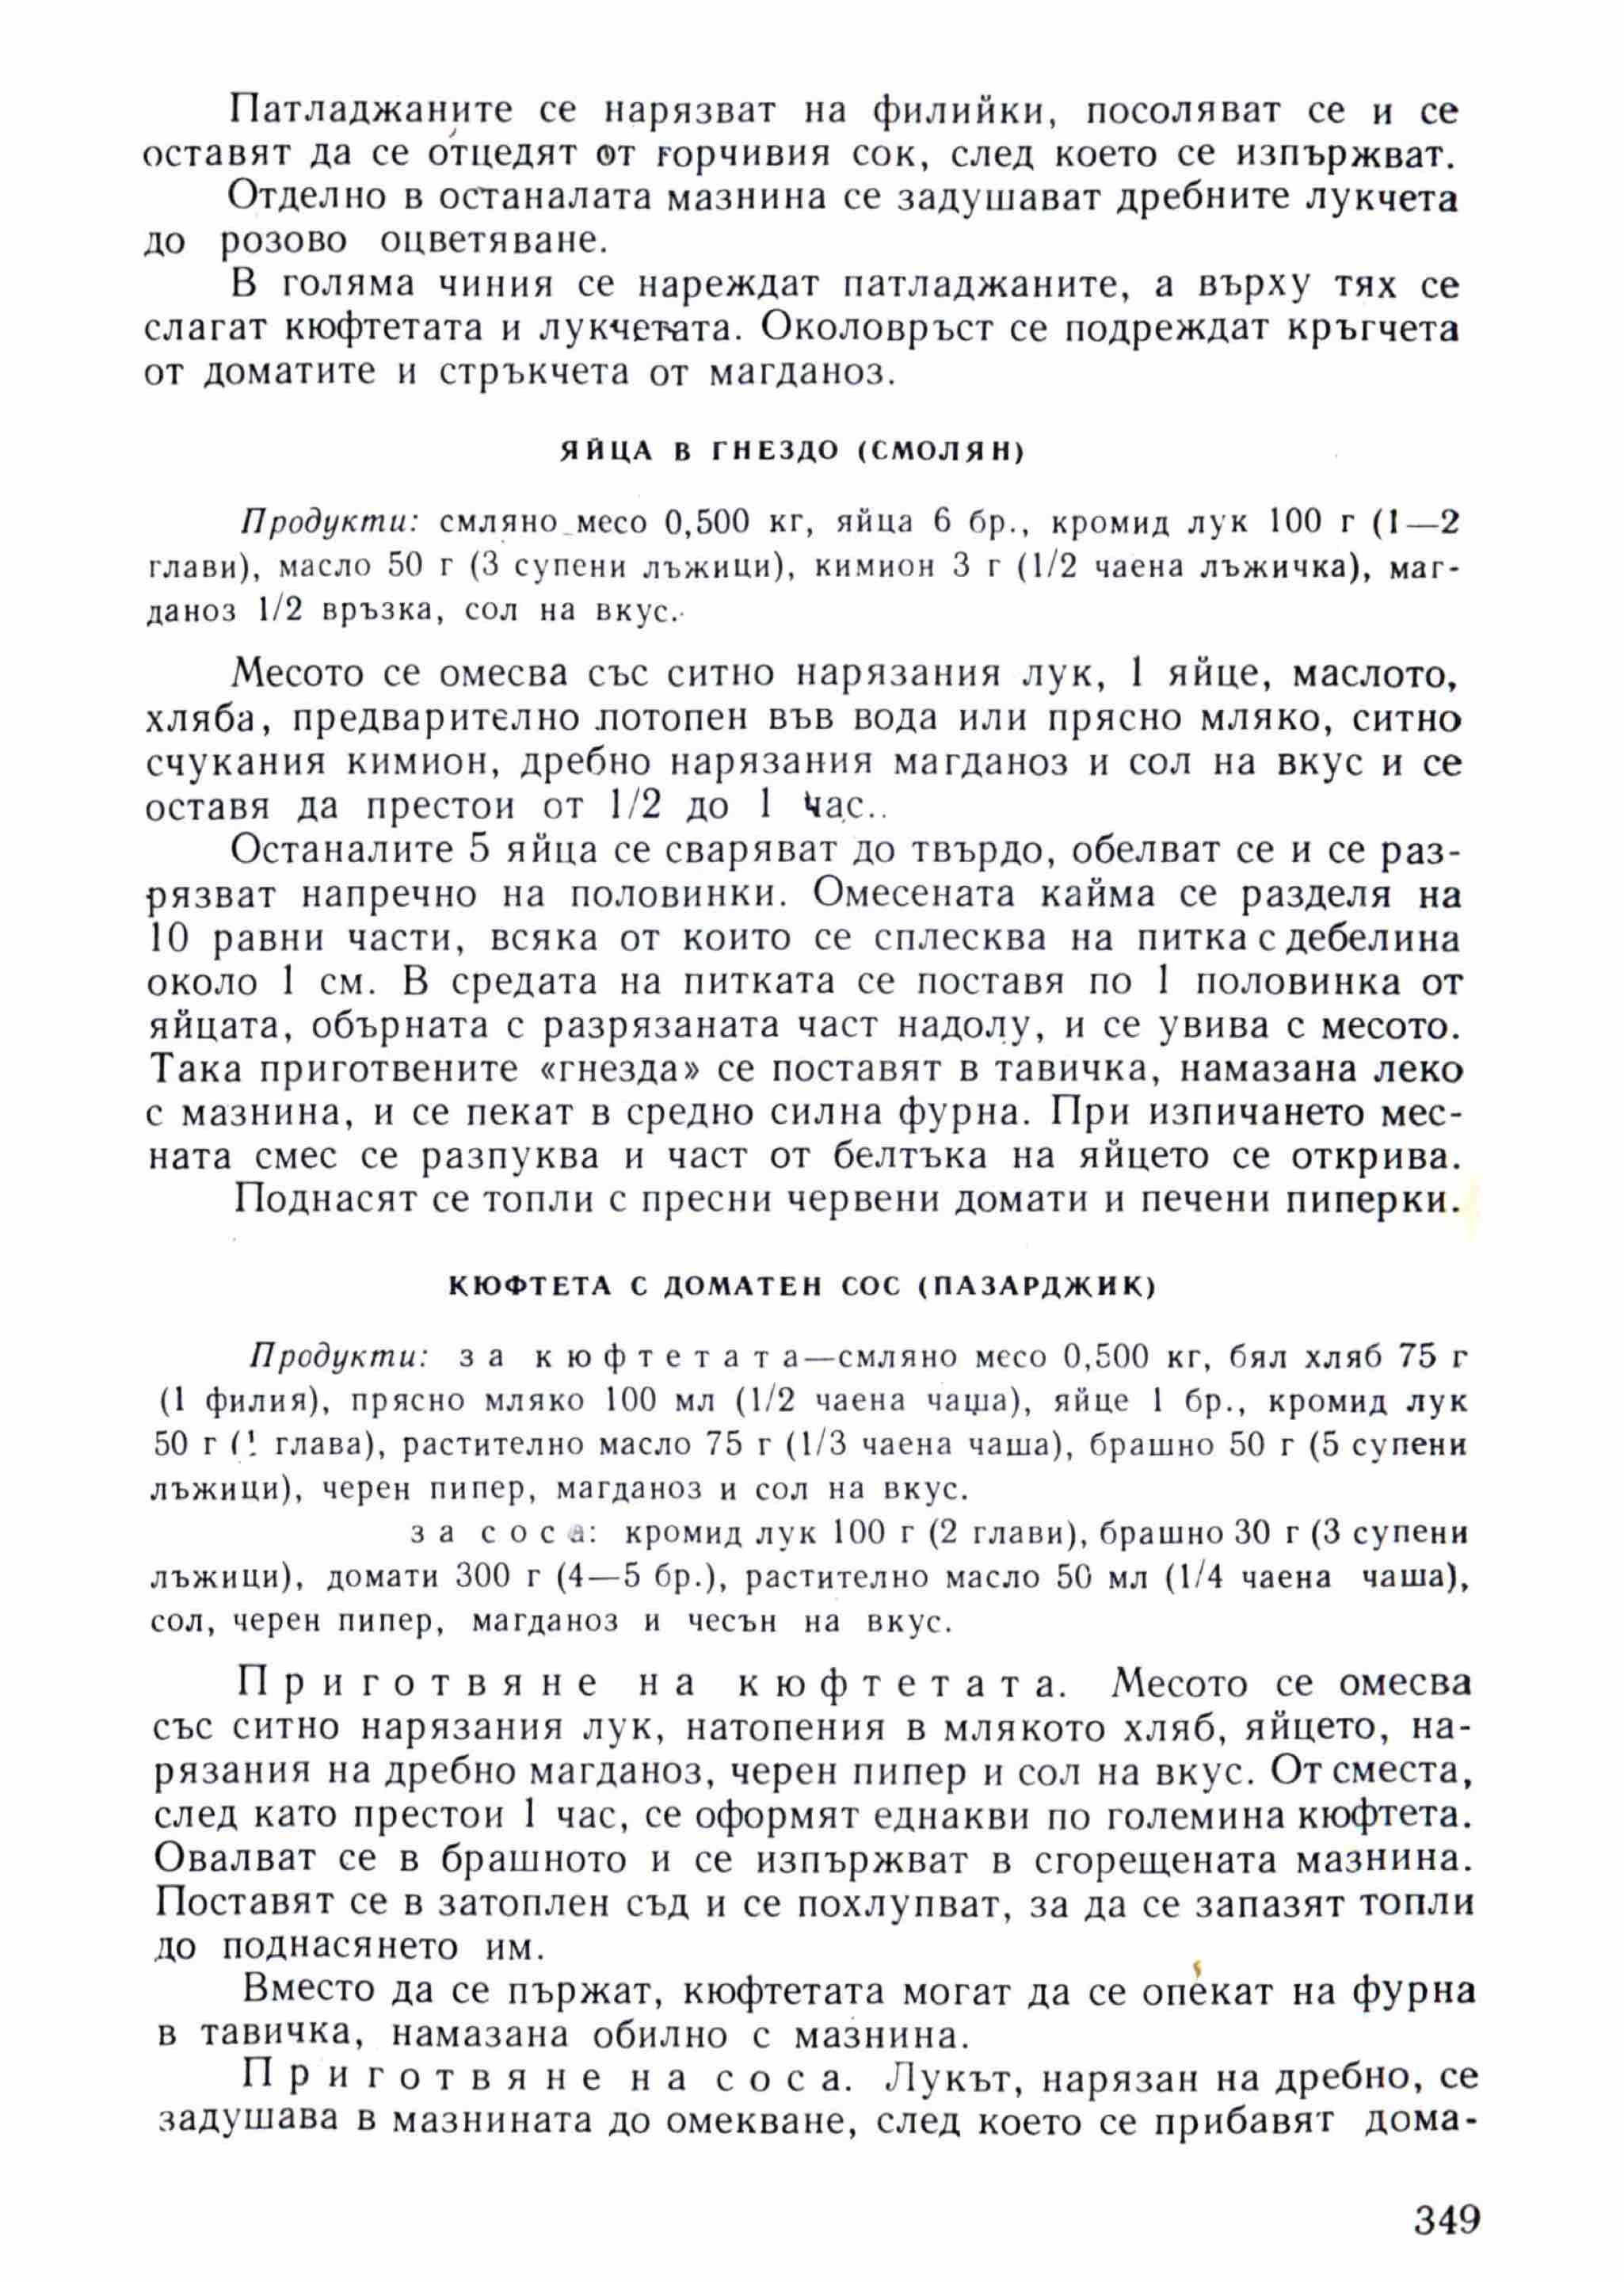 Патладжаните се нарязват на филийки, посоляват се и се
оставят да се отцедят от горчивия сок, след което се изпържват.
Отделно в останалата мазнина се задушават дребните лукчета
до розово оцветяване.
В голяма чиния се нареждат патладжаните, а върху тях се
слагат кюфтетата и лукчетата. Околовръст се подреждат кръгчета
от доматите и стръкчета от магданоз.
ЯЙЦА В ГНЕЗДО (СМОЛЯН)
Продукти: смляно месо 0,500 кг, яйца 6 бр., кромид лук 100 г (1—2
глави), масло 50 г (3 супени лъжици), кимион 3 г (1/2 чаена лъжичка), маг-
даноз 1/2 връзка, сол на вкус.
Месото се омесва със ситно нарязания лук, 1 яйце, маслото,
хляба, предварително потопен във вода или прясно мляко, ситно
счукания кимион, дребно нарязания магданоз и сол на вкус и се
оставя да престои от 1/2 до 1 час..
Останалите 5 яйца се сваряват до твърдо, обелват се и се раз-
рязват напречно на половинки. Омесената кайма се разделя на
10 равни части, всяка от които се сплесква на питка с дебелина
около 1 см. В средата на питката се поставя по 1 половинка от
яйцата, обърната с разрязаната част надолу, и се увива с месото.
Така приготвените «гнезда» се поставят в тавичка, намазана леко
с мазнина, и се пекат в средно силна фурна. При изпичането мес-
ната смес се разпуква и част от белтъка на яйцето се открива.
Поднасят се топли с пресни червени домати и печени пиперки.
КЮФТЕТА С ДОМАТЕН СОС (ПАЗАРДЖИК)
Продукти: за кюфтетата—смляно месо 0,500 кг, бял хляб 75 г
(1 филия), прясно мляко 100 мл (1/2 чаена чаша), яйце 1 бр., кромид лук
50 г (1 глава), растително масло 75 г (1/3 чаена чаша), брашно 50 г (5 супени
лъжици), черен пипер, магданоз и сол на вкус.
за соса: кромид лук 100 г (2 глави), брашно 30 г (3 супени
лъжици), домати 300 г (4—5 бр.), растително масло 50 мл (1/4 чаена чаша),
сол, черен пипер, магданоз и чесън на вкус.
Приготвяне на кюфтетата. Месото се омесва
със ситно нарязания лук, натопения в млякото хляб, яйцето, на-
рязания на дребно магданоз, черен пипер и сол на вкус. От сместа,
след като престои 1 час, се оформят еднакви по големина кюфтета.
Овалват се в брашното и се изпържват в сгорещената мазнина.
Поставят се в затоплен съд и се похлупват, за да се запазят топли
до поднасянето им.
Вместо да се пържат, кюфтетата могат да се опекат на фурна
в тавичка, намазана обилно с мазнина.
Приготвяне на соса. Лукът, нарязан на дребно, се
задушава в мазнината до омекване, след което се прибавят дома-
349